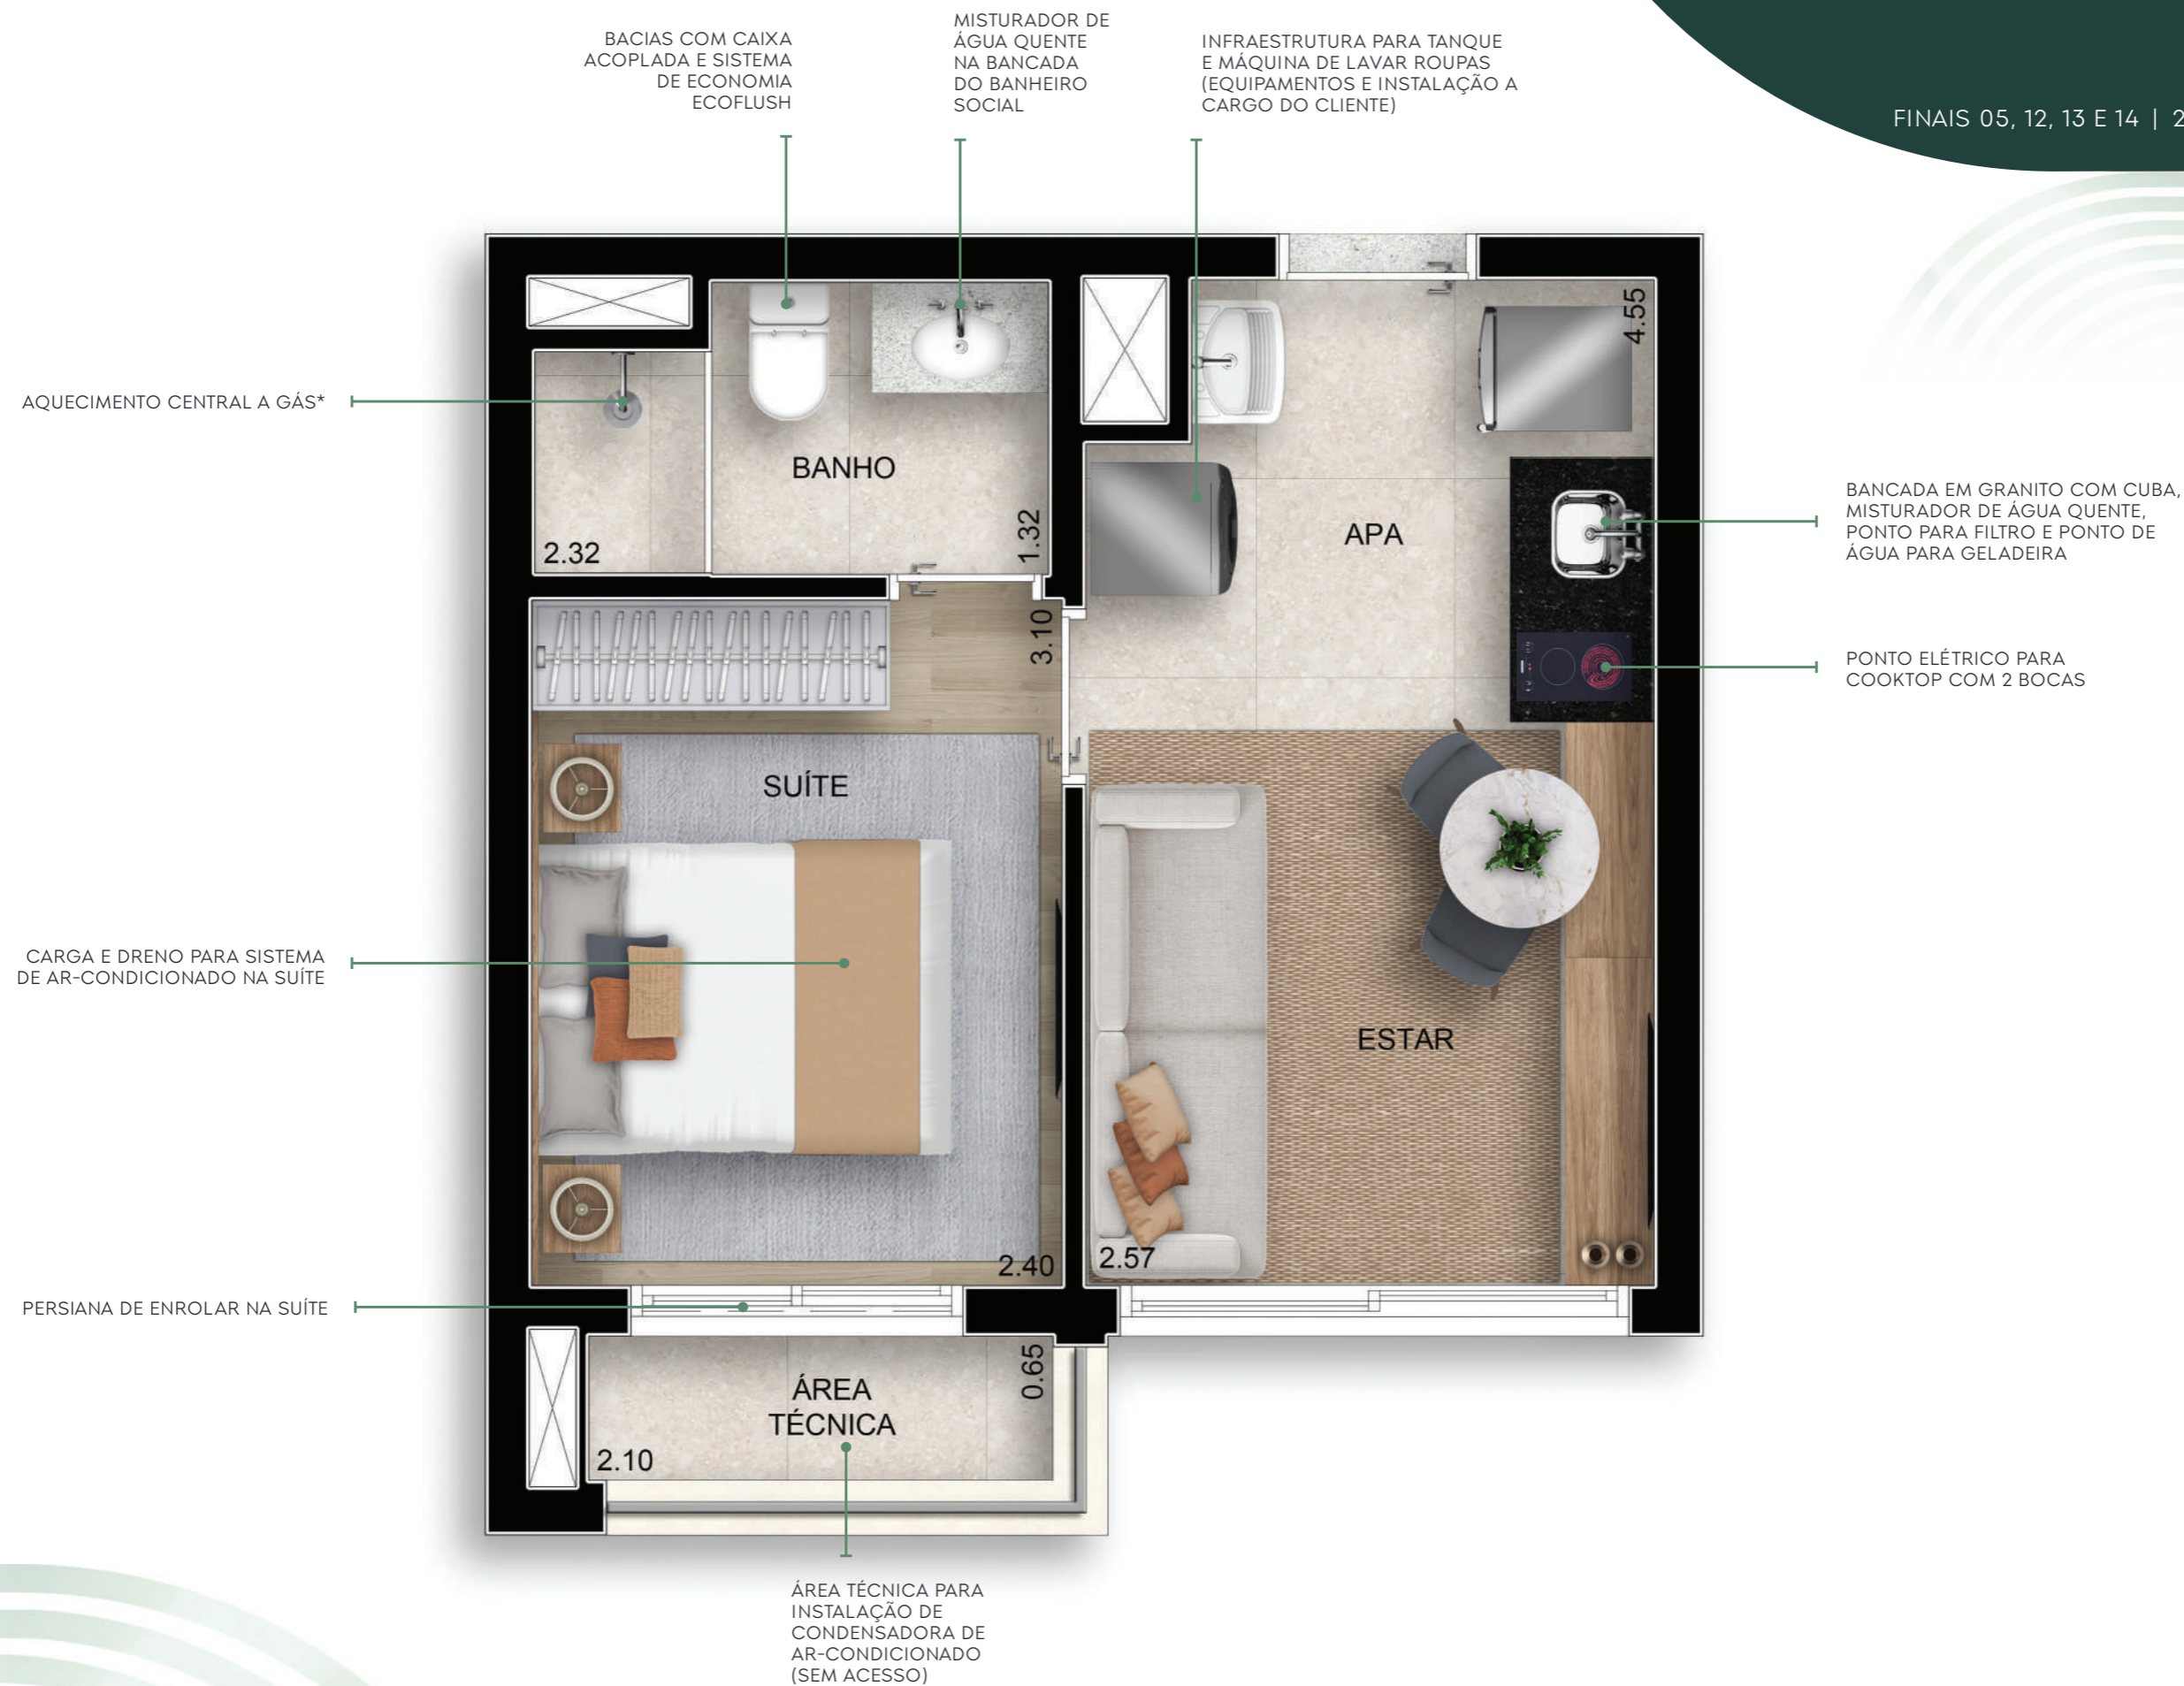 BACIAS COM CAIXA
ACOPLADA E SISTEMA
DE ECONOMIA
ECOFLUSH
MISTURADOR DE
ÁGUA QUENTE
NA BANCADA
DO BANHEIRO
SOCIAL
INFRAESTRUTURA PARA TANQUE
E MÁQUINA DE LAVAR ROUPAS
(EQUIPAMENTOS E INSTALAÇÃO A
CARGO DO CLIENTE)
FINAIS 05, 12, 13 E 14 | 2
AQUECIMENTO CENTRAL A GÁS*
BANHO
2.32
1.32
4.55
APA
BANCADA EM GRANITO COM CUBA,
MISTURADOR DE ÁGUA QUENTE,
PONTO PARA FILTRO E PONTO DE
ÁGUA PARA GELADEIRA
PONTO ELÉTRICO PARA
COOKTOP COM 2 BOCAS
3.10
SUÍTE
CARGA E DRENO PARA SISTEMA
DE AR-CONDICIONADO NA SUÍTE
ESTAR
2.40
2.57
PERSIANA DE ENROLAR NA SUÍTE
0.65
ÁREA
TÉCNICA
2.10
ÁREA TÉCNICA PARA
INSTALAÇÃO DE
CONDENSADORA DE
AR-CONDICIONADO
(SEM ACESSO)